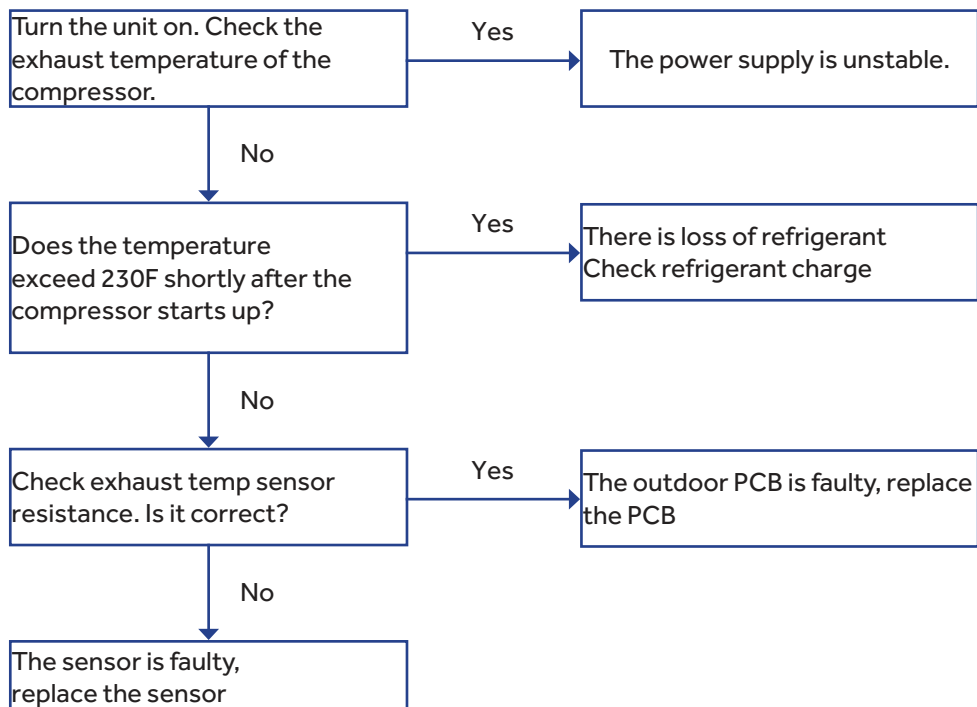 Turn the unit on. Check the
exhaust temperature of the
compressor.
Yes
The power supply is unstable.
No
Does the temperature
exceed 230F shortly after the
compressor starts up?
Yes
There is loss of refrigerant
Check refrigerant charge
No
Check exhaust temp sensor
resistance. Is it correct?
Yes
The outdoor PCB is faulty, replace
the PCB
No
The sensor is faulty,
replace the sensor